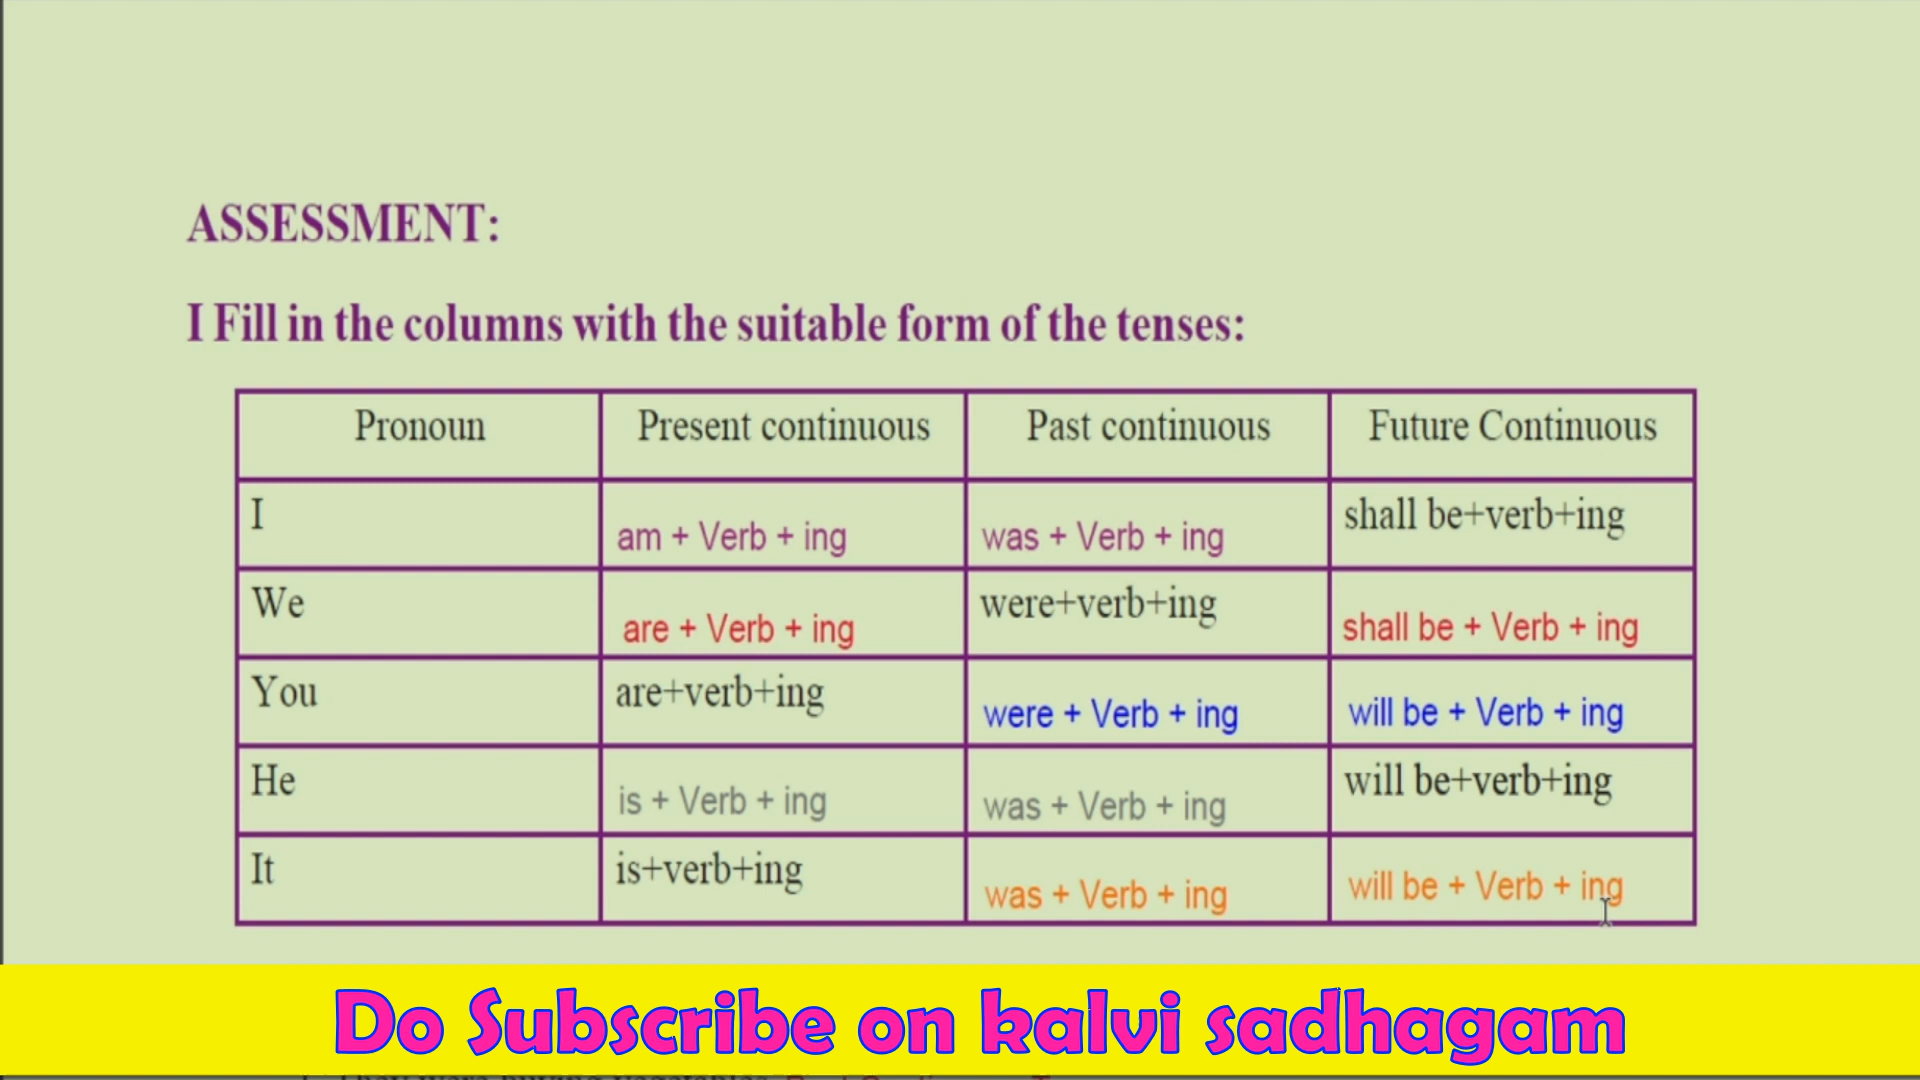 ASSESSMENT:
I Fill in the columns with the suitable form of the tenses:
Pronoun Present continuous Past continuous Future Continuous
I am + Verb + ing was + Verb + ing shall be+verb+ing
We are + Verb + ing were+verb+ing shall be + Verb + ing
You are+verb+ing were + Verb + ing will be + Verb + ing
He is + Verb + ing was + Verb + ing will be+verb+ing
It is+verb+ing was + Verb + ing will be + Verb + ing
Do Subscribe on kalvi sadhagam